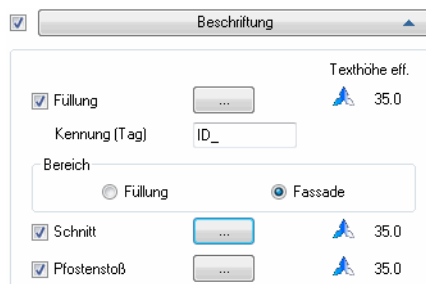 Beschriftung
Texthöhe eff.
Füllung ... 35.0
Kennung (Tag) ID_
Bereich
Füllung Fassade
Schnitt ... 35.0
Pfostenstoß ... 35.0